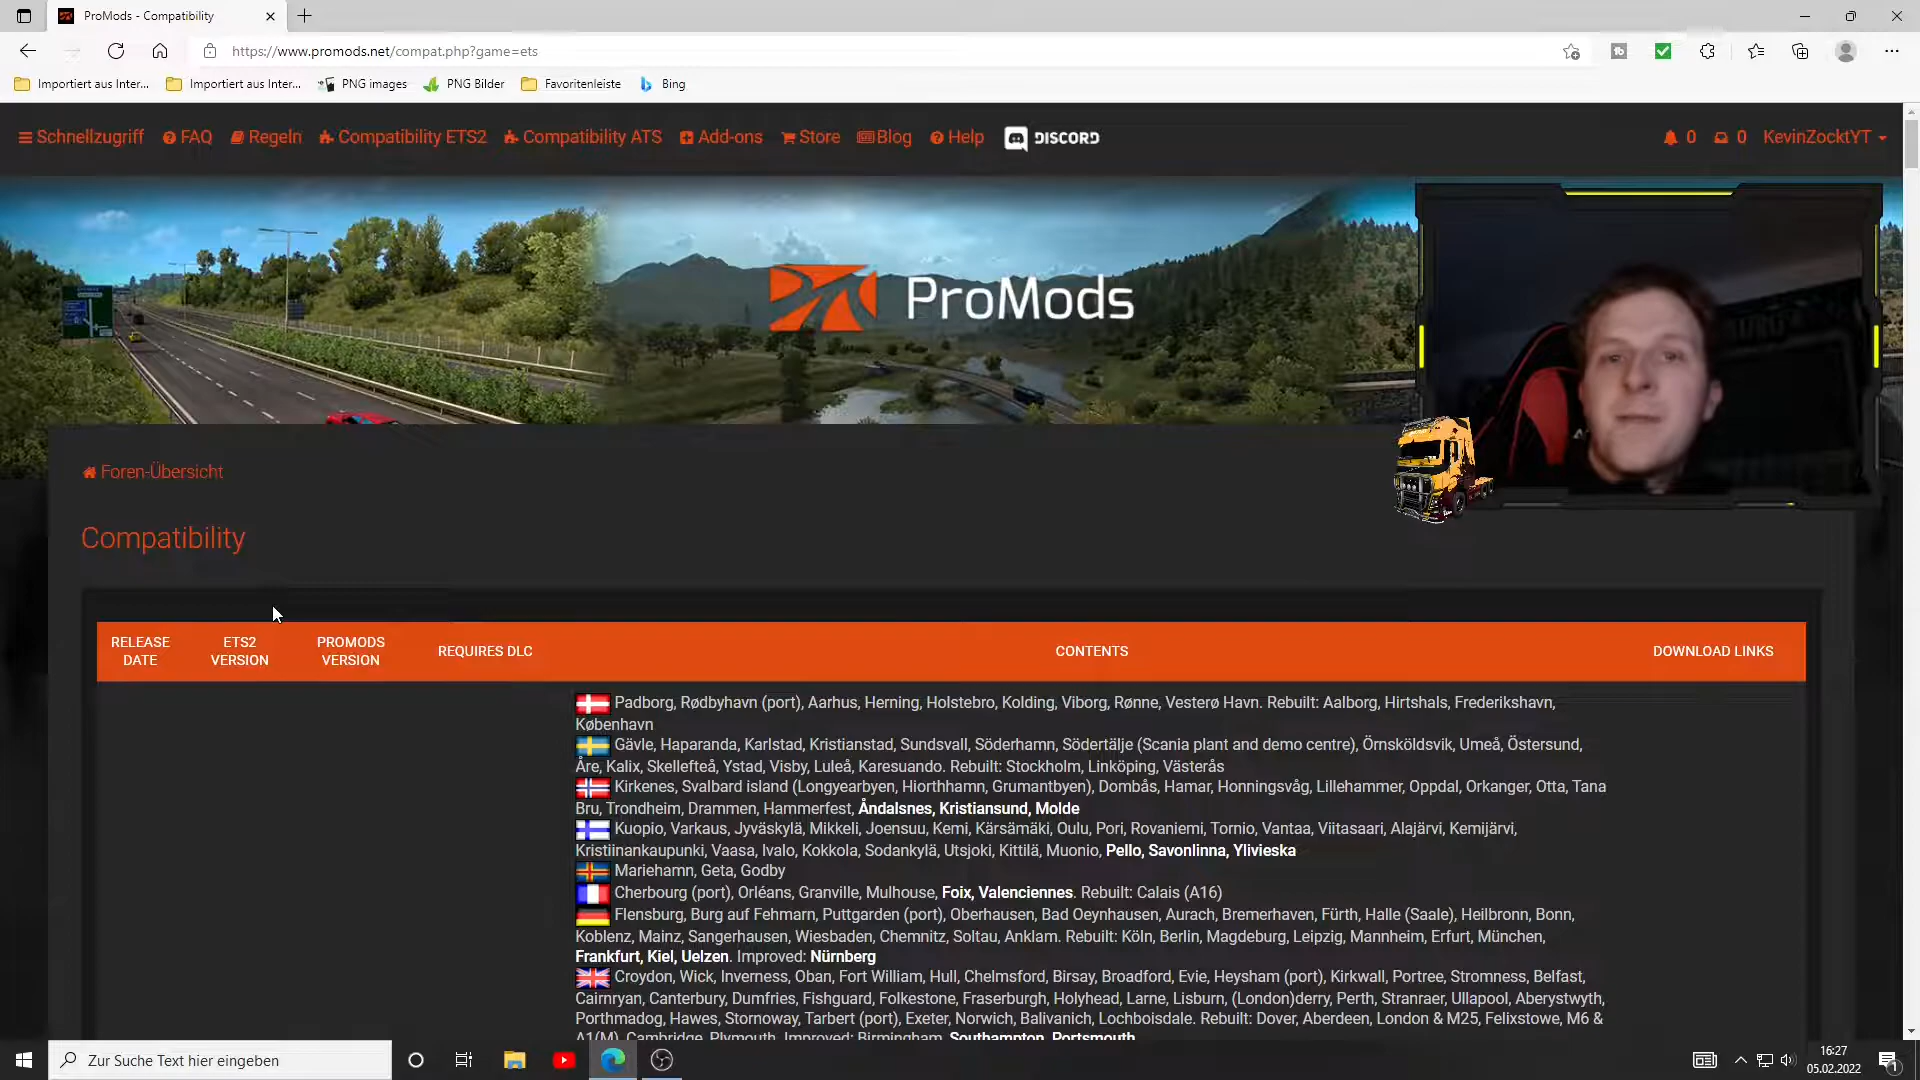 ProMods - Compatibility
https://www.promods.net/compat.php?game=ets
Importiert aus Inter... Importiert aus Inter... PNG images PNG Bilder Favoritenleiste Bing
Schnellzugriff FAQ Regeln Compatibility ETS2 Compatibility ATS Add-ons Store Blog Help DISCORD 0 0 KevinZocktYT
ProMods
Foren-Übersicht
Compatibility
RELEASE DATE ETS2 VERSION PROMODS VERSION REQUIRES DLC CONTENTS DOWNLOAD LINKS
Padborg, Rødbyhavn (port), Aarhus, Herning, Holstebro, Kolding, Viborg, Rønne, Vesterø Havn. Rebuilt: Aalborg, Hirtshals, Frederikshavn,
København
Gävle, Haparanda, Karlstad, Kristianstad, Sundsvall, Söderhamn, Södertälje (Scania plant and demo centre), Örnsköldsvik, Umeå, Östersund,
Åre, Kalix, Skellefteå, Ystad, Visby, Luleå, Karesuando. Rebuilt: Stockholm, Linköping, Västerås
Kirkenes, Svalbard island (Longyearbyen, Hiorthhamn, Grumantbyen), Dombås, Hamar, Honningsvåg, Lillehammer, Oppdal, Orkanger, Otta, Tana
Bru, Trondheim, Drammen, Hammerfest, Åndalsnes, Kristiansund, Molde
Kuopio, Varkaus, Jyväskylä, Mikkeli, Joensuu, Kemi, Kärsämäki, Oulu, Pori, Rovaniemi, Tornio, Vantaa, Viitasaari, Alajärvi, Kemijärvi,
Kristiinankaupunki, Vaasa, Ivalo, Kokkola, Sodankylä, Utsjoki, Kittilä, Muonio, Pello, Savonlinna, Ylivieska
Mariehamn, Geta, Godby
Cherbourg (port), Orléans, Granville, Mulhouse, Foix, Valenciennes. Rebuilt: Calais (A16)
Flensburg, Burg auf Fehmarn, Puttgarden (port), Oberhausen, Bad Oeynhausen, Aurach, Bremerhaven, Fürth, Halle (Saale), Heilbronn, Bonn,
Koblenz, Mainz, Sangerhausen, Wiesbaden, Chemnitz, Soltau, Anklam. Rebuilt: Köln, Berlin, Magdeburg, Leipzig, Mannheim, Erfurt, München,
Frankfurt, Kiel, Uelzen. Improved: Nürnberg
Croydon, Wick, Inverness, Oban, Fort William, Hull, Chelmsford, Birsay, Broadford, Evie, Heysham (port), Kirkwall, Portree, Stromness, Belfast,
Cairnryan, Canterbury, Dumfries, Fishguard, Folkestone, Fraserburgh, Holyhead, Larne, Lisburn, (London)derry, Perth, Stranraer, Ullapool, Aberystwyth,
Porthmadog, Hawes, Stornoway, Tarbert (port), Exeter, Norwich, Balivanich, Lochboisdale. Rebuilt: Dover, Aberdeen, London & M25, Felixstowe, M6 &
A1(M), Cambridge, Plymouth. Improved: Birmingham, Southampton, Portsmouth
Zur Suche Text hier eingeben
16:27
05.02.2022
1